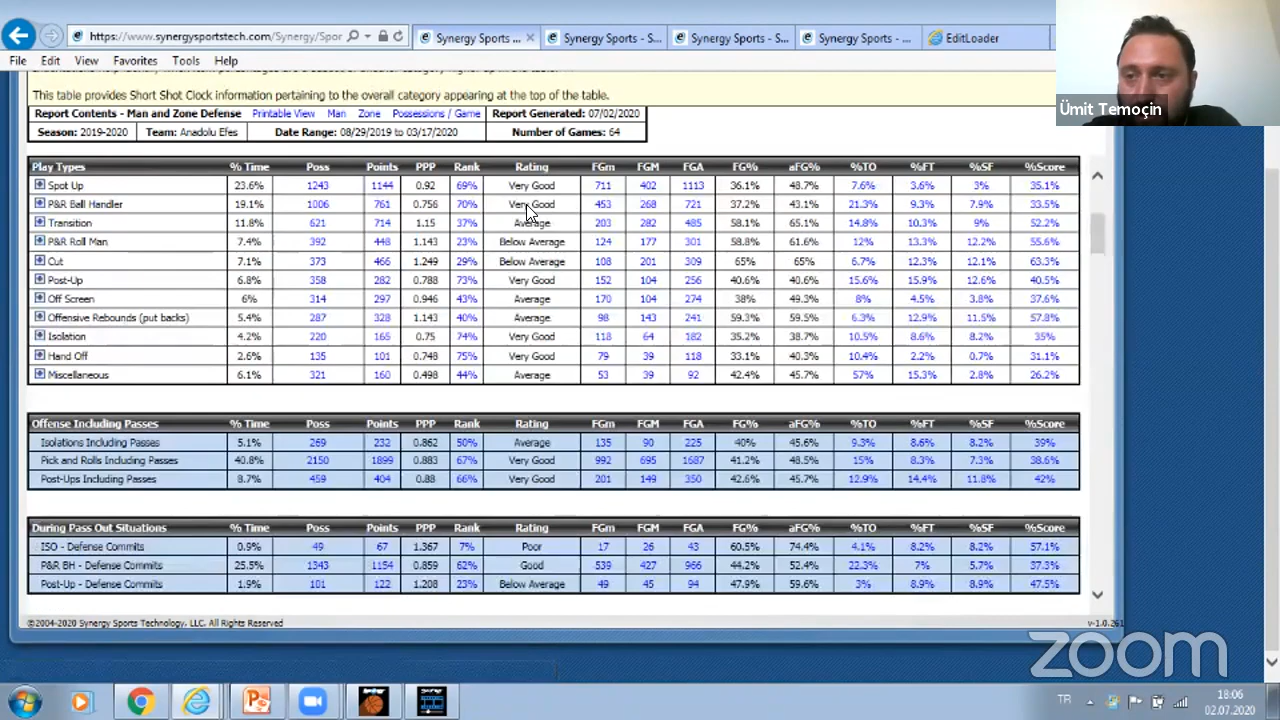 https://www.synergysportstech.com/Synergy/Spor
Synergy Sports ...
Synergy Sports - S...
Synergy Sports - S...
Synergy Sports - ...
EditLoader
File Edit View Favorites Tools Help
This table provides Short Shot Clock information pertaining to the overall category appearing at the top of the table.
Report Contents - Man and Zone Defense Printable View Man Zone Possessions / Game Report Generated: 07/02/2020
Season: 2019-2020 Team: Anadolu Efes Date Range: 08/29/2019 to 03/17/2020 Number of Games: 64
Ümit Temoçin
Play Types % Time Poss Points PPP Rank Rating FGm FGM FGA FG% aFG% %TO %FT %SF %Score
Spot Up 23.6% 1243 1144 0.92 69% Very Good 711 402 1113 36.1% 48.7% 7.6% 3.6% 3% 35.1%
P&R Ball Handler 19.1% 1006 761 0.756 70% Very Good 453 268 721 37.2% 43.1% 21.3% 9.3% 7.9% 33.5%
Transition 11.8% 621 714 1.15 37% Average 203 282 485 58.1% 65.1% 14.8% 10.3% 9% 52.2%
P&R Roll Man 7.4% 392 448 1.143 23% Below Average 124 177 301 58.8% 61.6% 12% 13.3% 12.2% 55.6%
Cut 7.1% 373 466 1.249 29% Below Average 108 201 309 65% 65% 6.7% 12.3% 12.1% 63.3%
Post-Up 6.8% 358 282 0.788 73% Very Good 152 104 256 40.6% 40.6% 15.6% 15.9% 12.6% 40.5%
Off Screen 6% 314 297 0.946 43% Average 170 104 274 38% 49.3% 8% 4.5% 3.8% 37.6%
Offensive Rebounds (put backs) 5.4% 287 328 1.143 40% Average 98 143 241 59.3% 59.5% 6.3% 12.9% 11.5% 57.8%
Isolation 4.2% 220 165 0.75 74% Very Good 118 64 182 35.2% 38.7% 10.5% 8.6% 8.2% 35%
Hand Off 2.6% 135 101 0.748 75% Very Good 79 39 118 33.1% 40.3% 10.4% 2.2% 0.7% 31.1%
Miscellaneous 6.1% 321 160 0.498 44% Average 53 39 92 42.4% 45.7% 57% 15.3% 2.8% 26.2%
Offense Including Passes % Time Poss Points PPP Rank Rating FGm FGM FGA FG% aFG% %TO %FT %SF %Score
Isolations Including Passes 5.1% 269 232 0.862 50% Average 135 90 225 40% 45.6% 9.3% 8.6% 8.2% 39%
Pick and Rolls Including Passes 40.8% 2150 1899 0.883 67% Very Good 992 695 1687 41.2% 48.5% 15% 8.3% 7.3% 38.6%
Post-Ups Including Passes 8.7% 459 404 0.88 66% Very Good 201 149 350 42.6% 45.7% 12.9% 14.4% 11.8% 42%
During Pass Out Situations % Time Poss Points PPP Rank Rating FGm FGM FGA FG% aFG% %TO %FT %SF %Score
ISO - Defense Commits 0.9% 49 67 1.367 7% Poor 17 26 43 60.5% 74.4% 4.1% 8.2% 8.2% 57.1%
P&R BH - Defense Commits 25.5% 1343 1154 0.859 62% Good 539 427 966 44.2% 52.4% 22.3% 7% 5.7% 37.3%
Post-Up - Defense Commits 1.9% 101 122 1.208 23% Below Average 49 45 94 47.9% 59.6% 3% 8.9% 8.9% 47.5%
©2004-2020 Synergy Sports Technology, LLC. All Rights Reserved
zoom
TR
18:06
02.07.2020